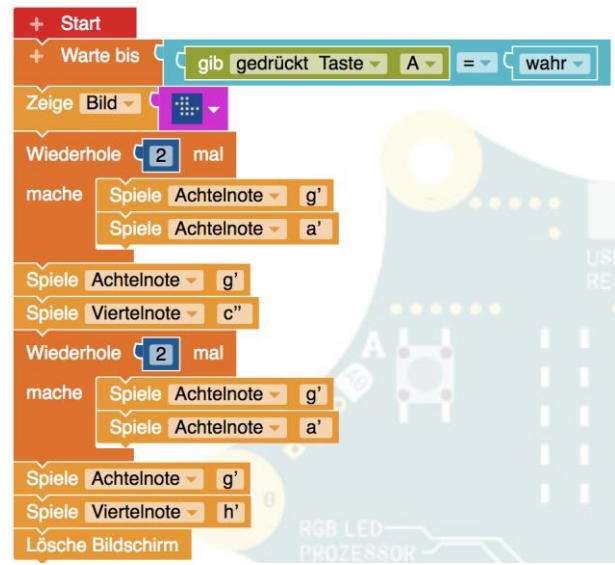 + Start
+ Warte bis gib gedrückt Taste A = wahr
Zeige Bild
Wiederhole 2 mal
mache Spiele Achtelnote g’
Spiele Achtelnote a’
Spiele Achtelnote g’
Spiele Viertelnote c”
Wiederhole 2 mal
mache Spiele Achtelnote g’
Spiele Achtelnote a’
Spiele Achtelnote g’
Spiele Viertelnote h’
Lösche Bildschirm
A
A0
RGB LED
PROZESSOR